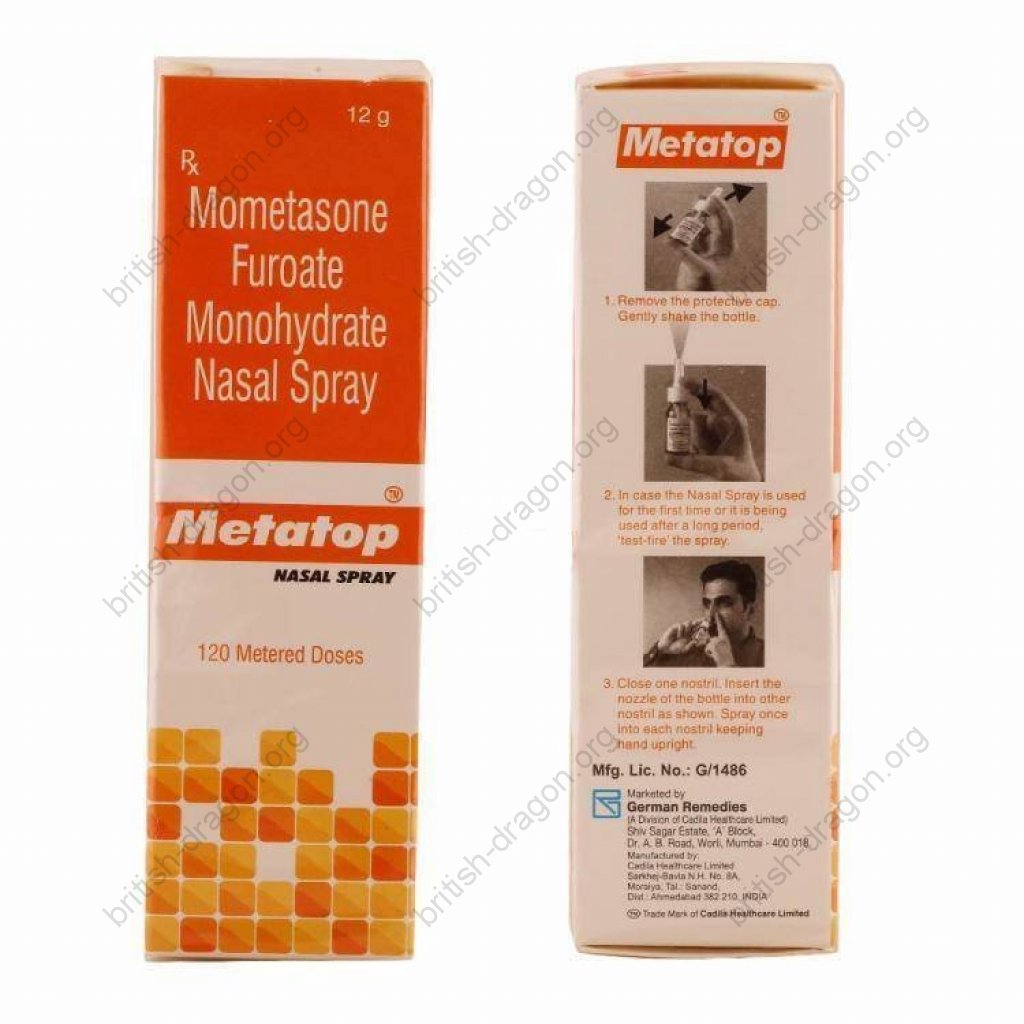 12 g
Rx
Mometasone
Furoate
Monohydrate
Nasal Spray
TM
Metatop
NASAL SPRAY
120 Metered Doses
TM
Metatop
1. Remove the protective cap.
Gently shake the bottle.
2. In case the Nasal Spray is used
for the first time or it is being
used after a long period,
'test-fire' the spray.
3. Close one nostril. Insert the
nozzle of the bottle into other
nostril as shown. Spray once
into each nostril keeping
hand upright.
Mfg. Lic. No.: G/1486
Marketed by
German Remedies
(A Division of Cadila Healthcare Limited)
Shiv Sagar Estate, 'A' Block,
Dr. A. B. Road, Worli, Mumbai - 400 018.
Manufactured by:
Cadila Healthcare Limited
Sarkhej-Bavla N.H. No. 8A,
Moraiya, Tal.: Sanand,
Dist.: Ahmedabad 382 210, INDIA
TM Trade Mark of Cadila Healthcare Limited
british-dragon.org
british-dragon.org
british-dragon.org
british-dragon.org
british-dragon.org
british-dragon.org
british-dragon.org
british-dragon.org
british-dragon.org